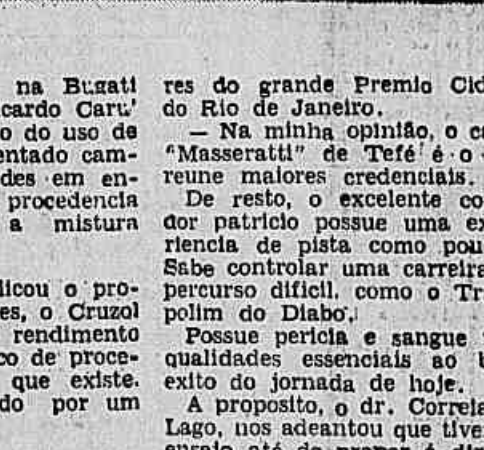 na Bugati
cardo Caru'
o do uso de
entado cam-
des em en-
procedencia
a mistura
licou o pro-
es, o Cruzol
rendimento
co de proce-
que existe.
do por um
res do grande Premio Cid
do Rio de Janeiro.
— Na minha opinião, o c
"Masseratti" de Tefé é o
reune maiores credenciais.
De resto, o excelente co
dor patricio possue uma ex
riencia de pista como pou
Sabe controlar uma carreira
percurso dificil. como o Tr
polim do Diabo.
Possue pericia e sangue
qualidades essenciais ao b
exito do jornada de hoje.
A proposito, o dr. Correia
Lago, nos adeantou que tive